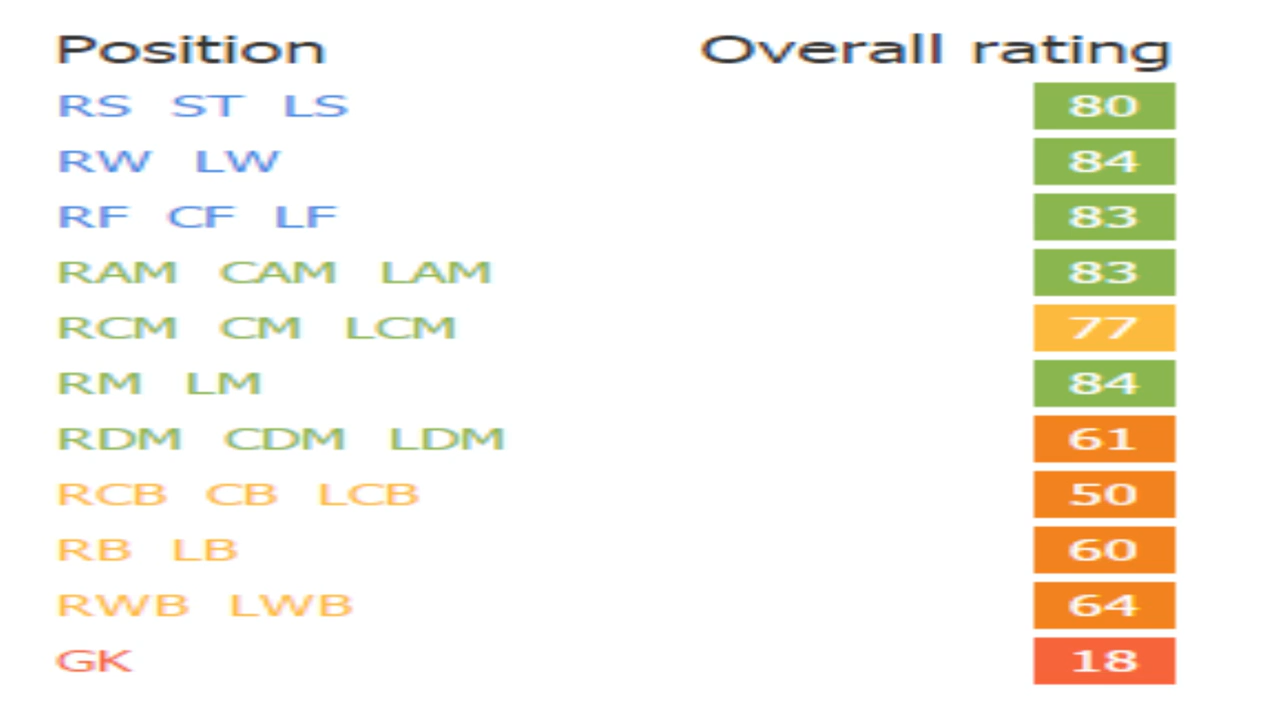 Position Overall rating
RS ST LS 80
RW LW 84
RF CF LF 83
RAM CAM LAM 83
RCM CM LCM 77
RM LM 84
RDM CDM LDM 61
RCB CB LCB 50
RB LB 60
RWB LWB 64
GK 18